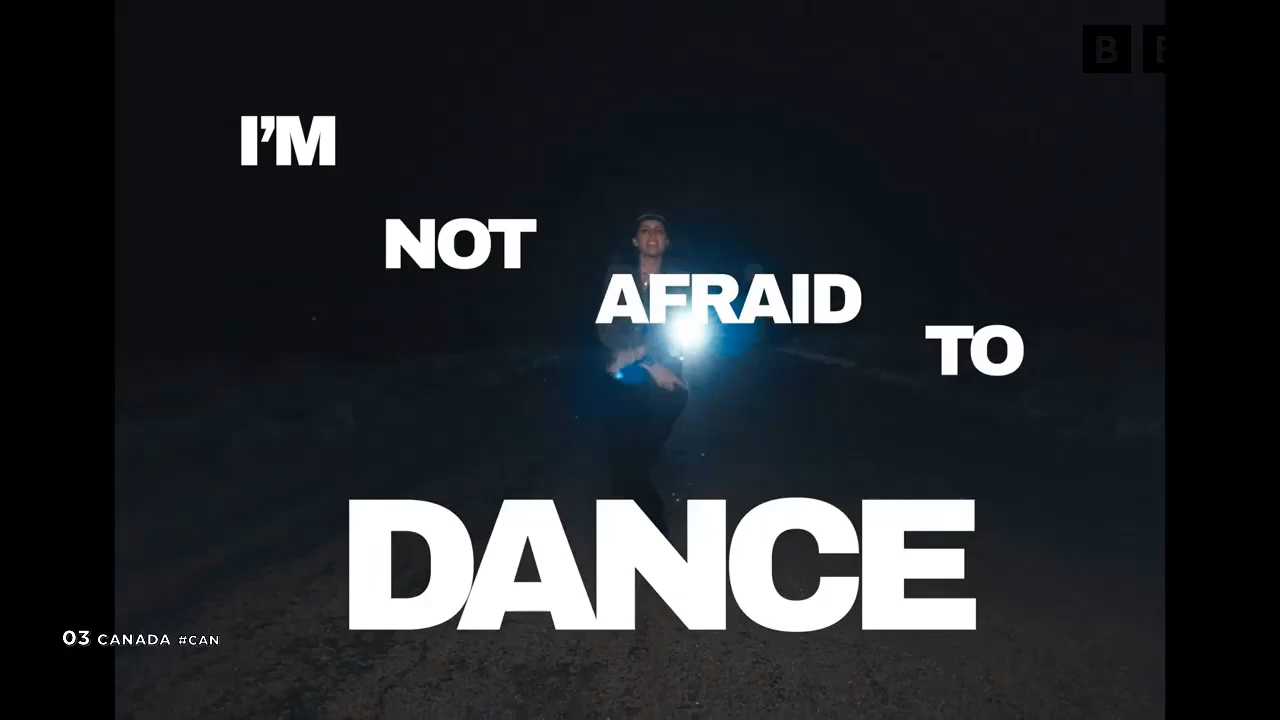 B B
I'M
NOT
AFRAID
TO
DANCE
03 CANADA #CAN